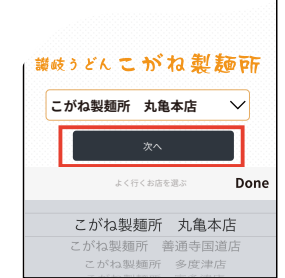 讃岐うどん こがね製麺所
こがね製麺所　丸亀本店
次へ
よく行くお店を選ぶ Done
こがね製麺所　丸亀本店
こがね製麺所　善通寺国道店
こがね製麺所　多度津店